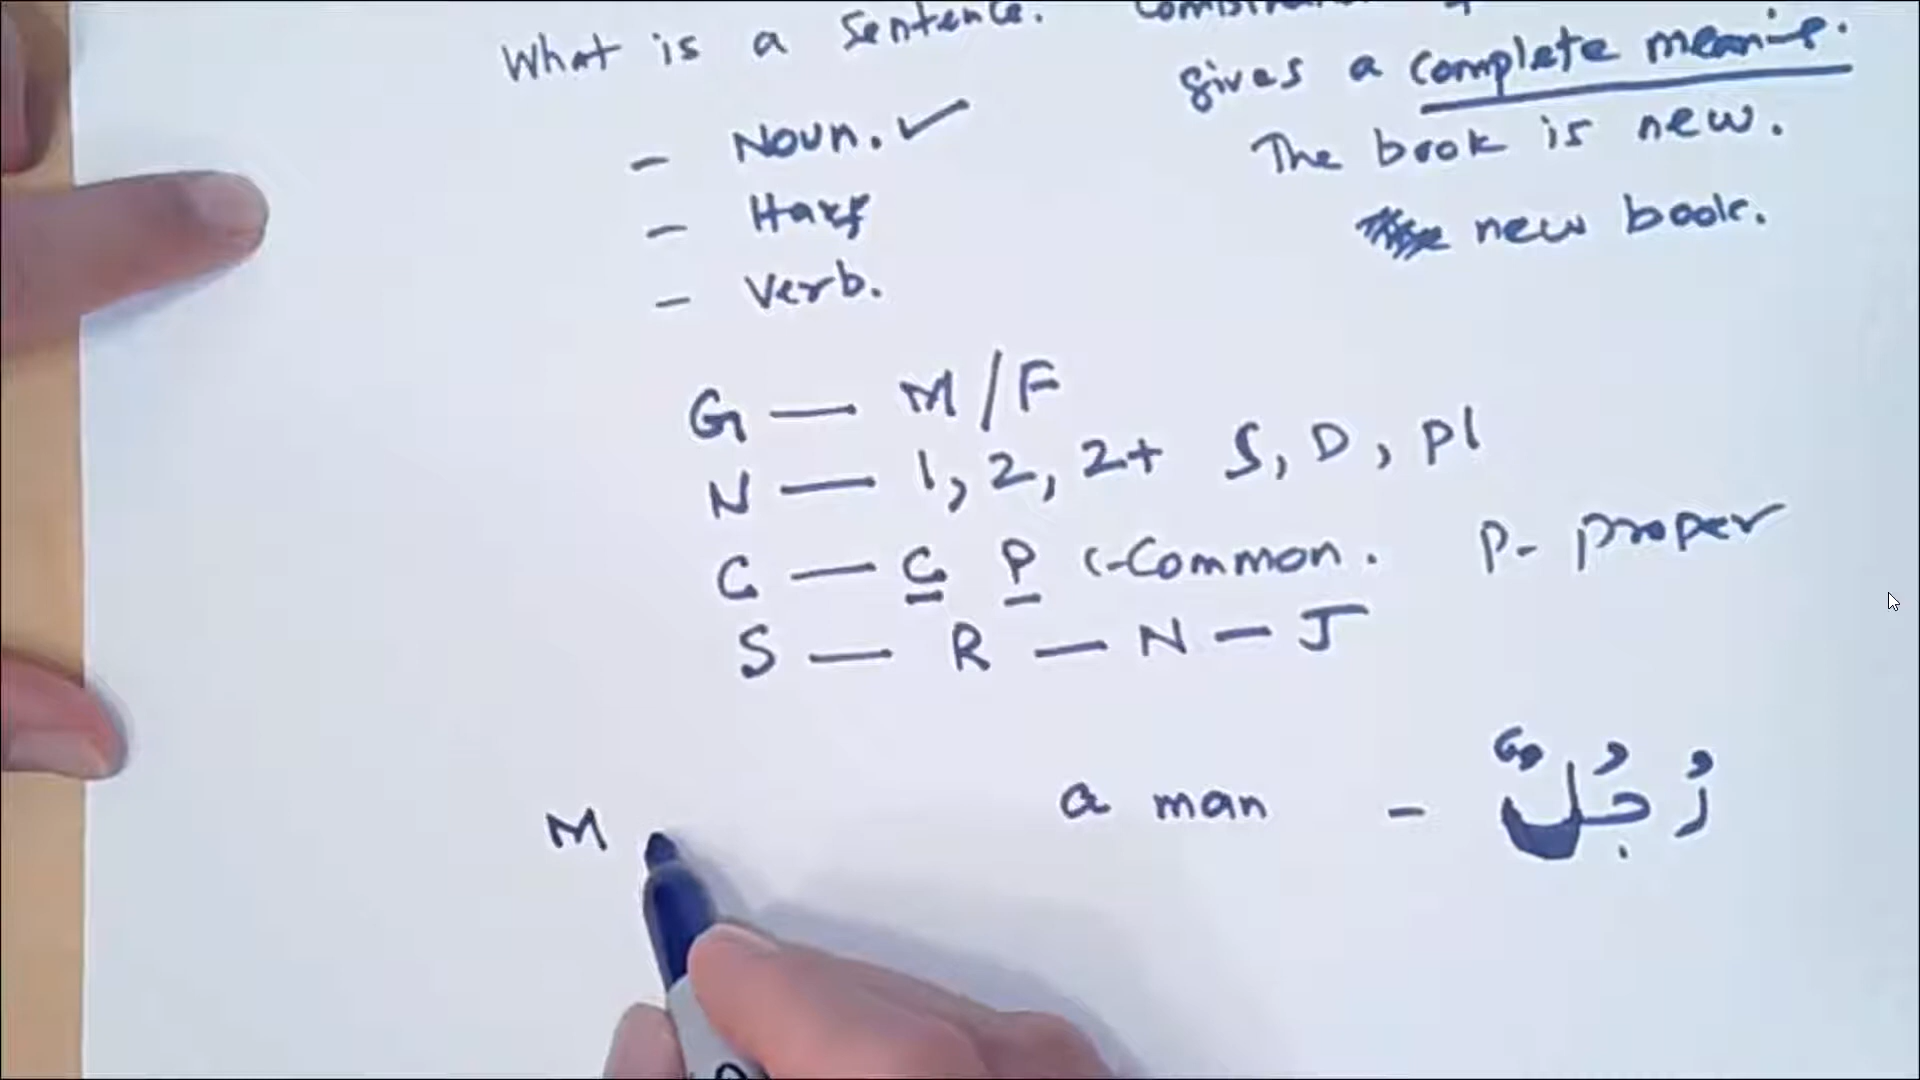 What is a Sentence.
gives a complete meaning.
- Noun. ✓
The book is new.
- Harf
new book.
- Verb.
G — M/F
N — 1, 2, 2+ S, D, Pl
C — C P C-Common. P- proper
S — R — N — J
a man - رَجُلٌ
M